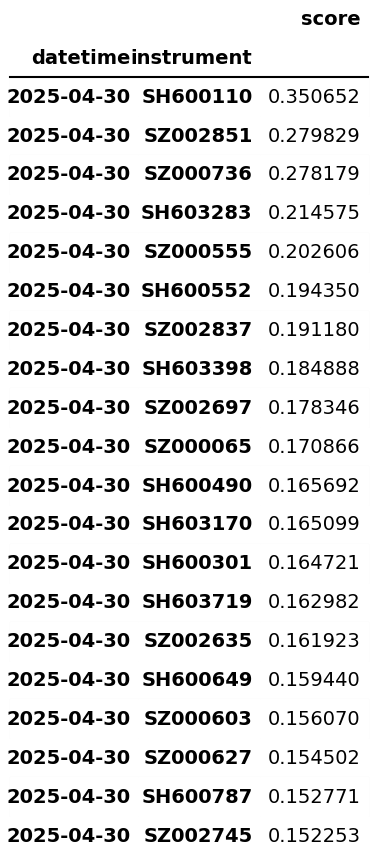 score
datetime instrument
2025-04-30 SH600110 0.350652
2025-04-30 SZ002851 0.279829
2025-04-30 SZ000736 0.278179
2025-04-30 SH603283 0.214575
2025-04-30 SZ000555 0.202606
2025-04-30 SH600552 0.194350
2025-04-30 SZ002837 0.191180
2025-04-30 SH603398 0.184888
2025-04-30 SZ002697 0.178346
2025-04-30 SZ000065 0.170866
2025-04-30 SH600490 0.165692
2025-04-30 SH603170 0.165099
2025-04-30 SH600301 0.164721
2025-04-30 SH603719 0.162982
2025-04-30 SZ002635 0.161923
2025-04-30 SH600649 0.159440
2025-04-30 SZ000603 0.156070
2025-04-30 SZ000627 0.154502
2025-04-30 SH600787 0.152771
2025-04-30 SZ002745 0.152253